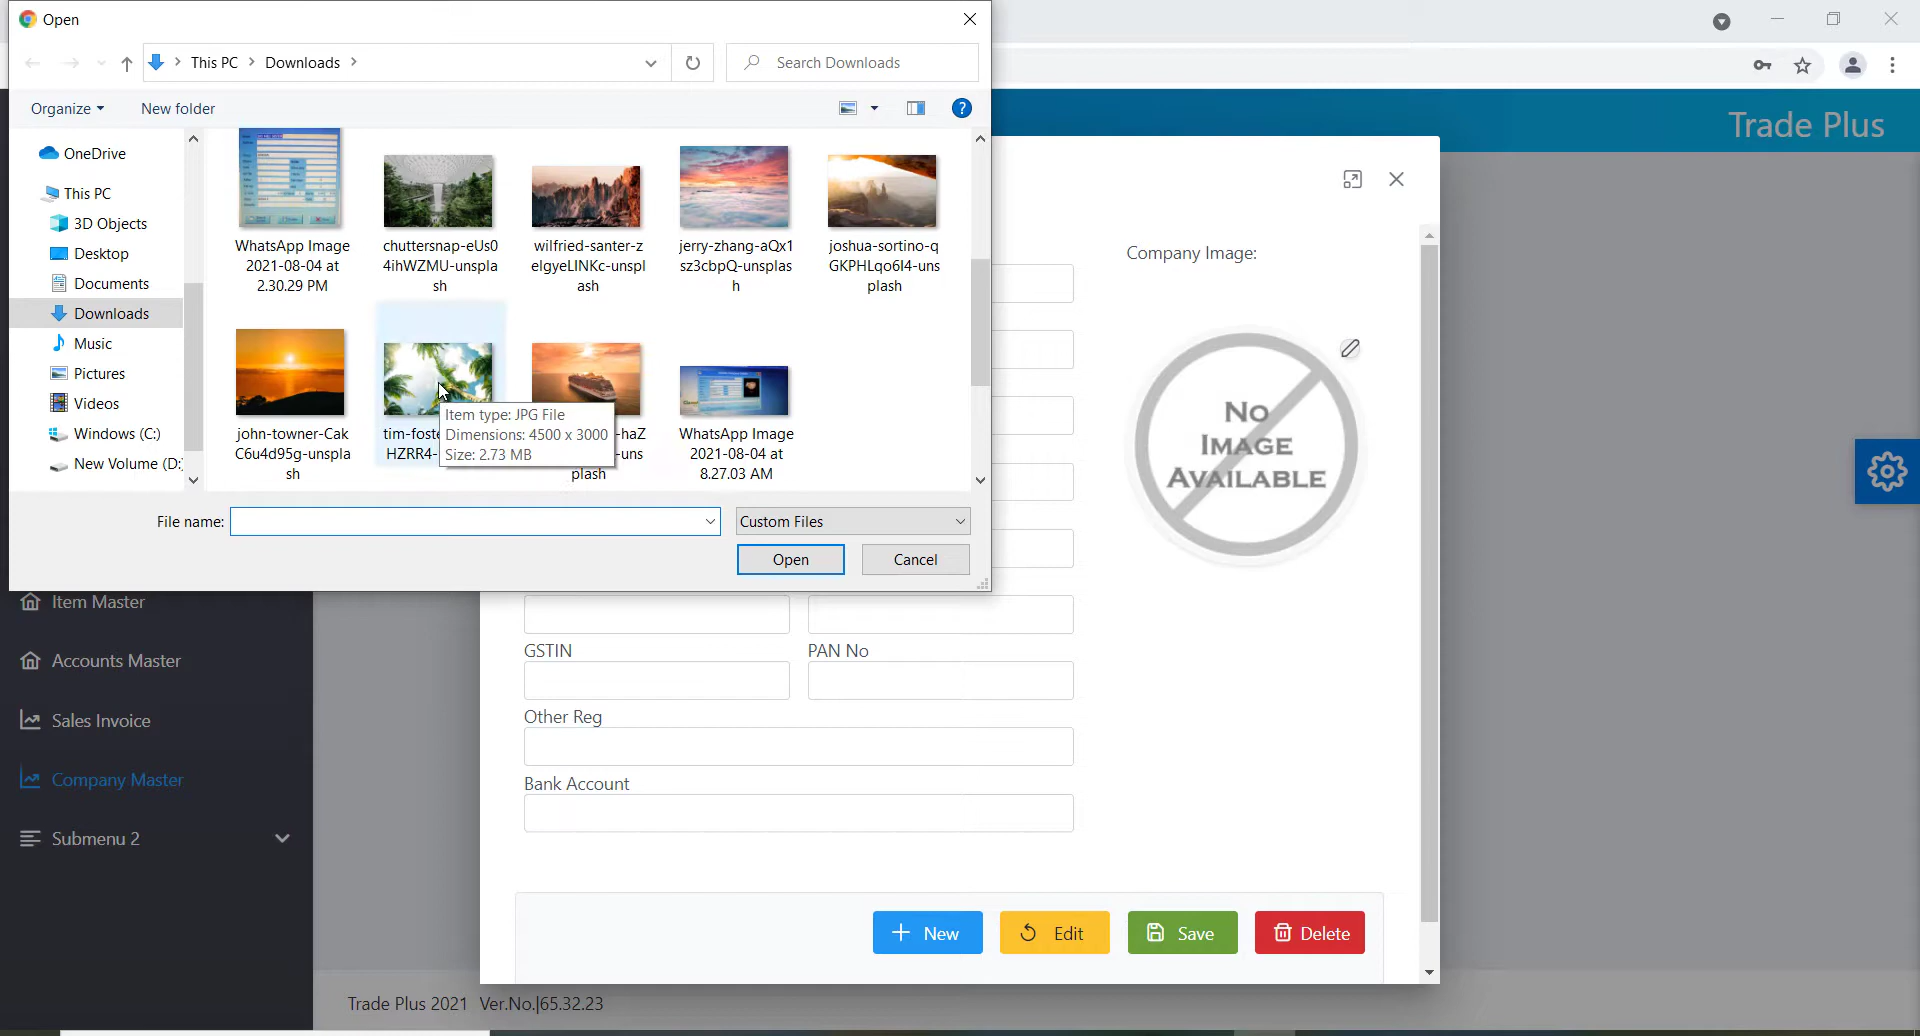 Open
This PC
Downloads
Search Downloads
Organize
New folder
Trade Plus
OneDrive
This PC
3D Objects
Desktop
Documents
Downloads
Music
Pictures
Videos
Windows (C:)
New Volume (D:
WhatsApp Image
2021-08-04 at
2.30.29 PM
chuttersnap-eUs0
4ihWZMU-unspla
sh
wilfried-santer-z
elgyeLINKc-unspl
ash
jerry-zhang-aQx1
sz3cbpQ-unsplas
h
joshua-sortino-q
GKPHLqo6I4-uns
plash
john-towner-Cak
C6u4d95g-unspla
sh
tim-foste
HZRR4-
-haZ
-uns
plash
WhatsApp Image
2021-08-04 at
8.27.03 AM
Item type: JPG File
Dimensions: 4500 x 3000
Size: 2.73 MB
File name:
Custom Files
Open
Cancel
Company Image:
No
IMAGE
AVAILABLE
Item Master
Accounts Master
Sales Invoice
Company Master
Submenu 2
GSTIN
PAN No
Other Reg
Bank Account
New
Edit
Save
Delete
Trade Plus 2021 Ver.No.|65.32.23